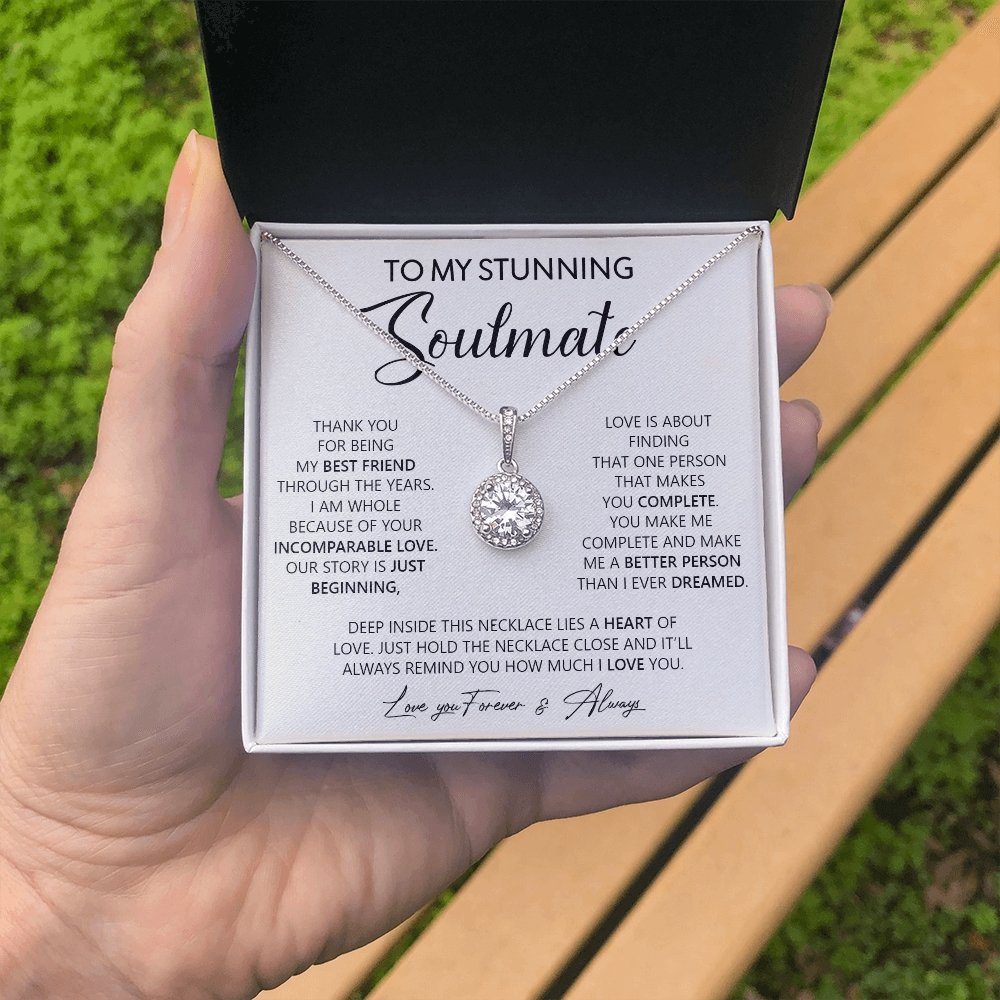 TO MY STUNNING
Soulmate
THANK YOU
FOR BEING
MY BEST FRIEND
THROUGH THE YEARS.
I AM WHOLE
BECAUSE OF YOUR
INCOMPARABLE LOVE.
OUR STORY IS JUST
BEGINNING,
LOVE IS ABOUT
FINDING
THAT ONE PERSON
THAT MAKES
YOU COMPLETE.
YOU MAKE ME
COMPLETE AND MAKE
ME A BETTER PERSON
THAN I EVER DREAMED.
DEEP INSIDE THIS NECKLACE LIES A HEART OF
LOVE. JUST HOLD THE NECKLACE CLOSE AND IT'LL
ALWAYS REMIND YOU HOW MUCH I LOVE YOU.
Love you Forever & Always